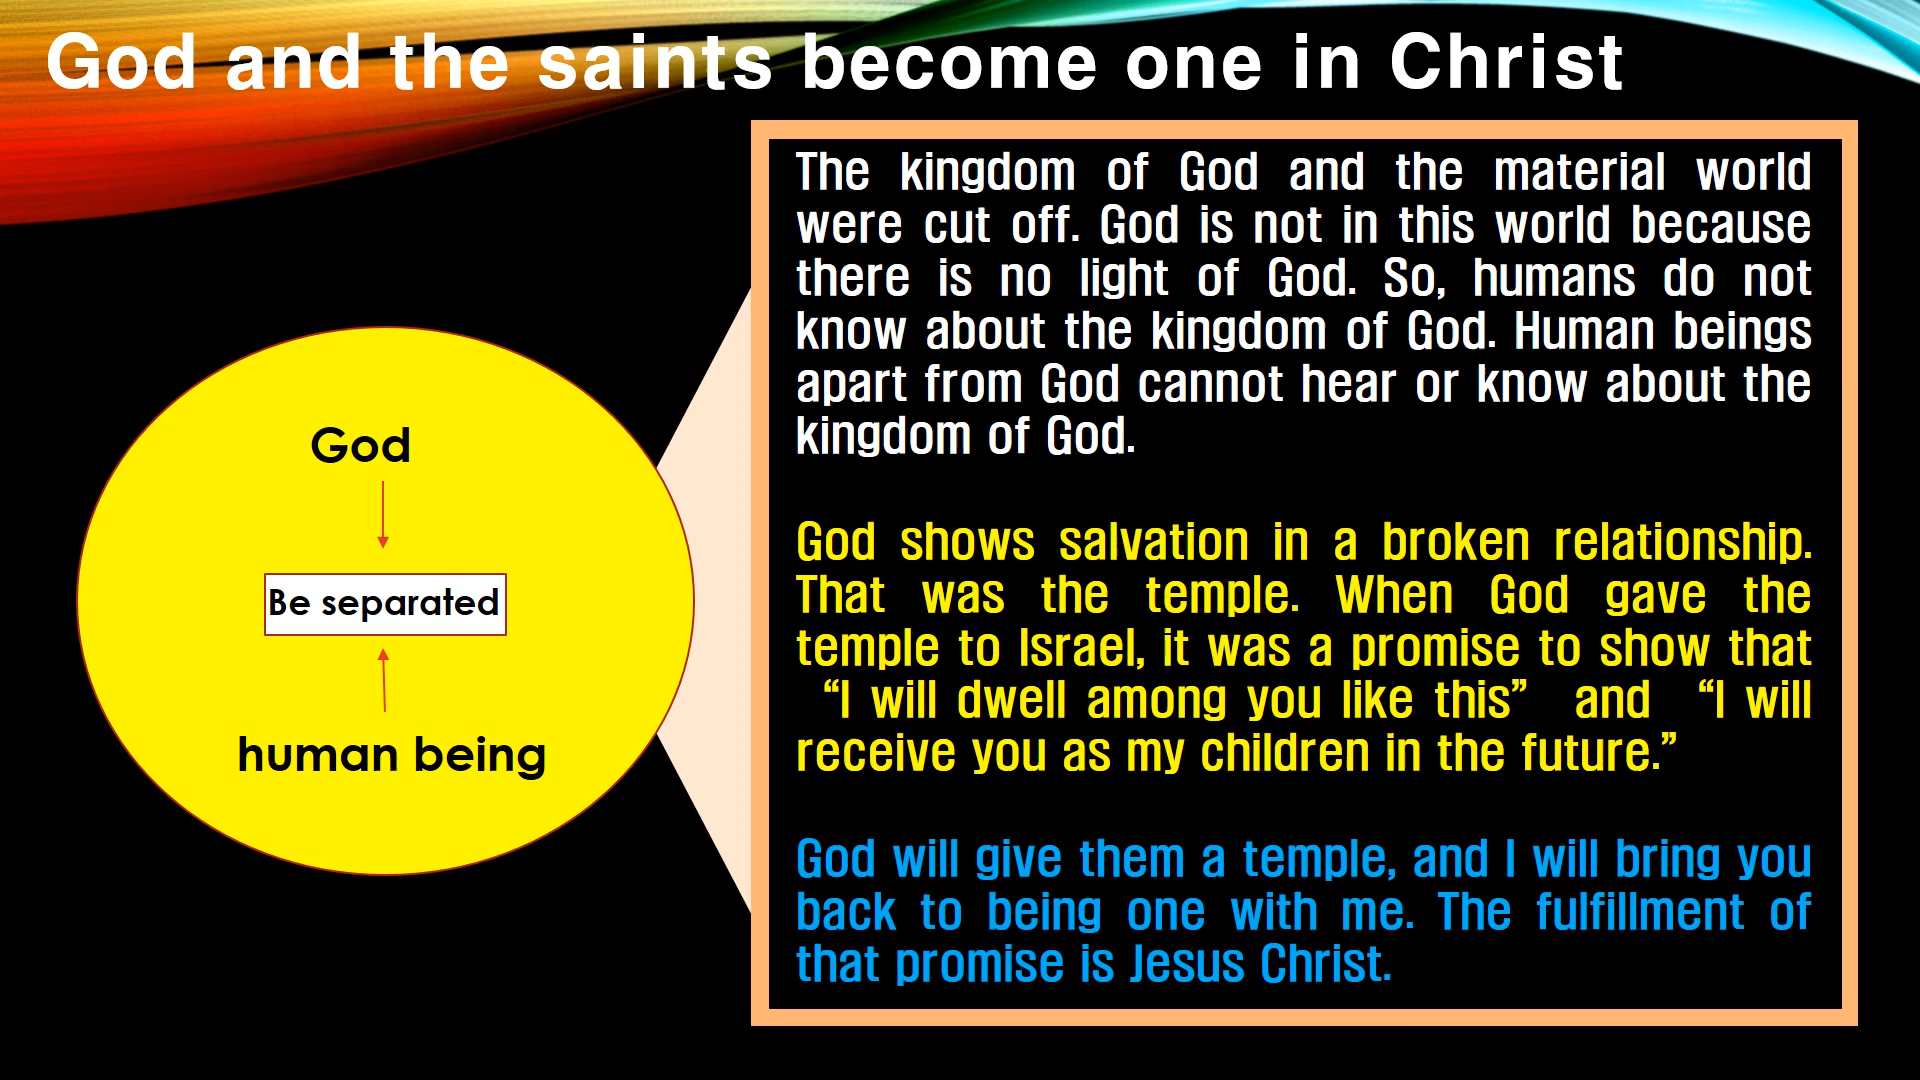 God and the saints become one in Christ
God
Be separated
human being
The kingdom of God and the material world
were cut off. God is not in this world because
there is no light of God. So, humans do not
know about the kingdom of God. Human beings
apart from God cannot hear or know about the
kingdom of God.
God shows salvation in a broken relationship.
That was the temple. When God gave the
temple to Israel, it was a promise to show that
“I will dwell among you like this” and “I will
receive you as my children in the future.”
God will give them a temple, and I will bring you
back to being one with me. The fulfillment of
that promise is Jesus Christ.